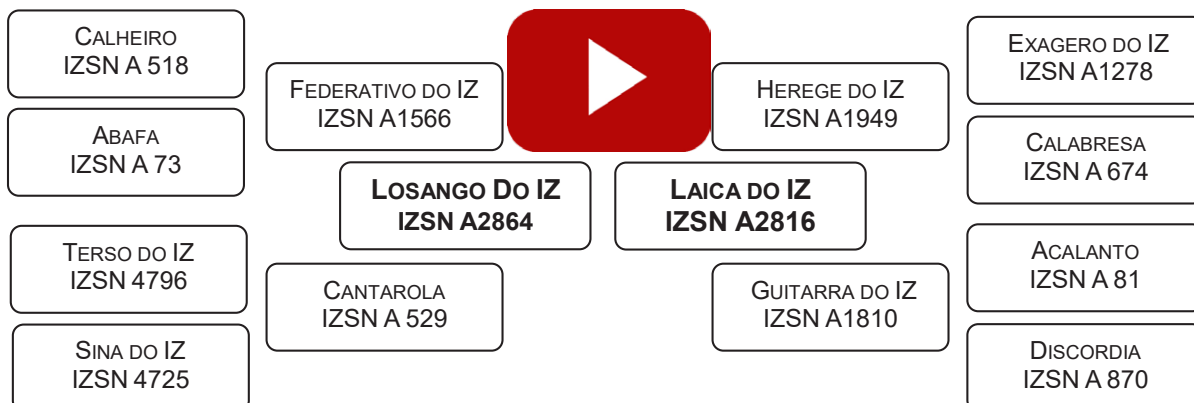 CALHEIRO
IZSN A 518
ABAFA
IZSN A 73
TERSO DO IZ
IZSN 4796
SINA DO IZ
IZSN 4725
FEDERATIVO DO IZ
IZSN A1566
CANTAROLA
IZSN A 529
LOSANGO DO IZ
IZSN A2864
LAICA DO IZ
IZSN A2816
HEREGE DO IZ
IZSN A1949
GUITARRA DO IZ
IZSN A1810
EXAGERO DO IZ
IZSN A1278
CALABRESA
IZSN A 674
ACALANTO
IZSN A 81
DISCORDIA
IZSN A 870